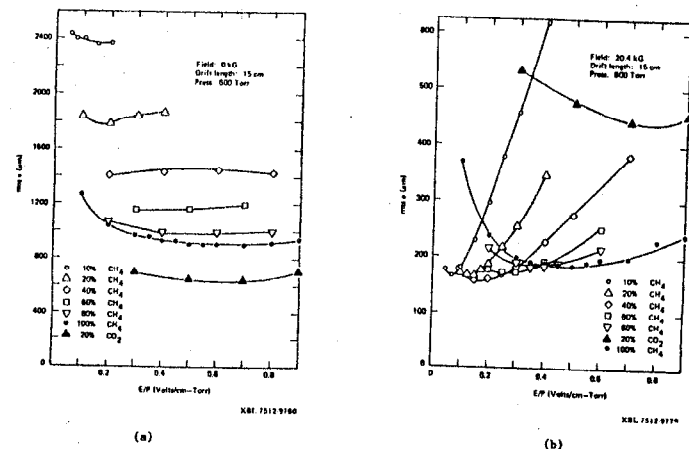 2400
2000
1600
1200
800
400
0
rms σ (μm)
Field: 0 kG
Drift length: 15 cm
Press: 600 Torr
10% CH4
20% CH4
40% CH4
60% CH4
80% CH4
100% CH4
20% CO2
0 0.2 0.4 0.6 0.8
E/P (Volts/cm-Torr)
XBL 7512-9780
(a)
800
600
400
200
100
0
rms σ (μm)
Field: 20.4 kG
Drift length: 15 cm
Press: 600 Torr
10% CH4
20% CH4
40% CH4
60% CH4
CH4
20% CO2
100% CH4
0 0.2 0.4 0.6 0.8
E/P (Volts/cm-Torr)
XBL 7512-9779
(b)